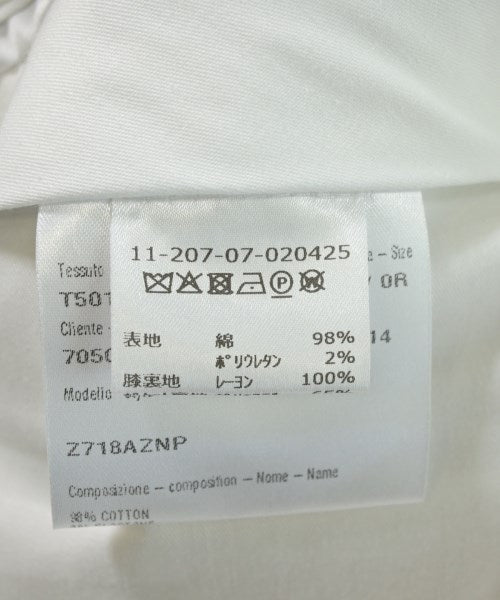 11-207-07-020425
表地 綿 98%
ポリウレタン 2%
膝裏地 レーヨン 100%
Tessuto - Size
T501 0R
Cliente 14
7050
Modello
Z718AZNP
Composizione - composition - Nome - Name
98% COTTON